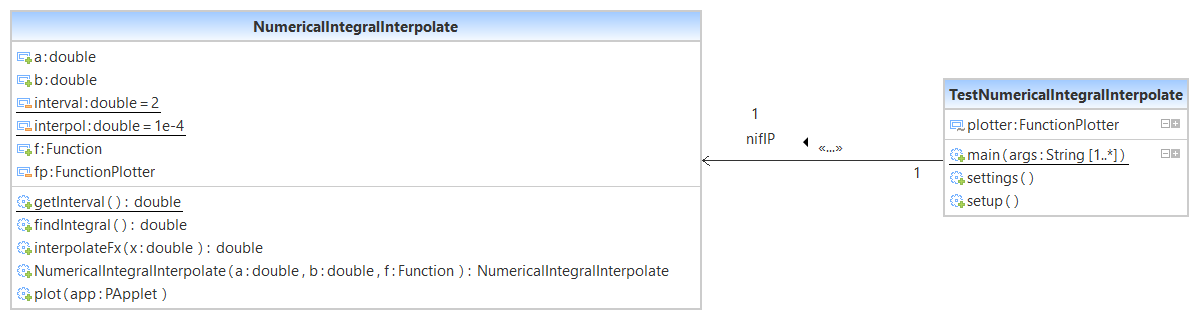 NumericalIntegralInterpolate
a:double
b:double
interval:double = 2
interpol:double = 1e-4
f:Function
fp:FunctionPlotter
getInterval( ): double
findIntegral( ): double
interpolateFx(x:double ): double
NumericalIntegralInterpolate(a:double, b:double, f:Function ): NumericalIntegralInterpolate
plot(app:PApplet )
1
nifIP
«...»
1
TestNumericalIntegralInterpolate
plotter:FunctionPlotter
main(args:String [1..*])
settings( )
setup( )